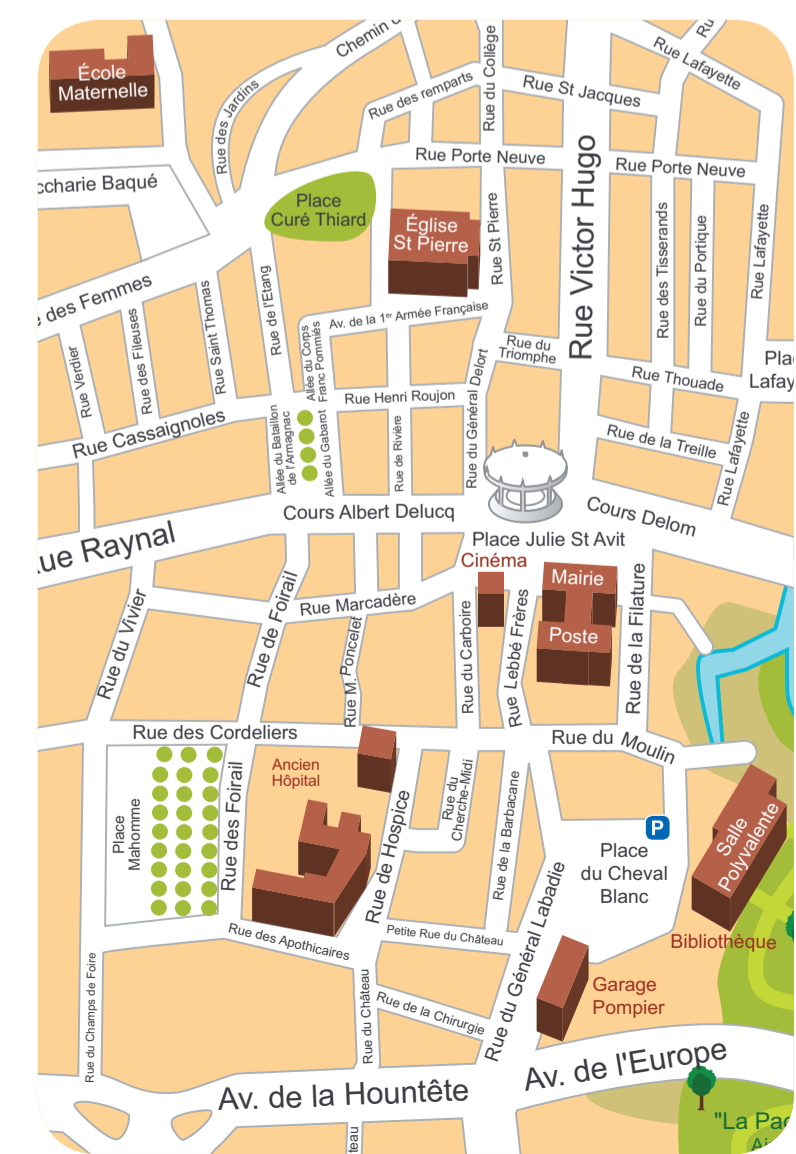 École
Maternelle
Chemin
Rue du Collège
Rue Lafayette
Rue des Jardins
Rue des remparts
Rue St Jacques
Rue Porte Neuve
Rue Porte Neuve
ccharie Baqué
Place
Curé Thiard
Église
St Pierre
Rue St Pierre
Rue Victor Hugo
Rue des Tisserands
Rue du Portique
Rue Lafayette
des Femmes
Rue Verdier
Rue des Fileuses
Rue Saint Thomas
Rue de l'Etang
Av. de la 1er Armée Française
Allée du Corps
Franc Pommiés
Rue du
Triomphe
Rue Thouade
Lafay
Rue Henri Roujon
Rue du Général Delort
Rue Cassaignoles
Allée du Bataillon
de l'Armagnac
Allée du Gabarot
Rue de Rivière
Rue de la Treille
Rue Lafayette
Cours Albert Delucq
Cours Delom
ue Raynal
Place Julie St Avit
Cinéma
Mairie
Poste
Rue du Vivier
Rue de Foirail
Rue Marcadère
Rue M. Poncelet
Rue du Carboire
Rue Lebbé Frères
Rue de la Filature
Rue des Cordeliers
Rue du Moulin
Ancien
Hôpital
Place
Mahomme
Rue des Foirail
Rue de Hospice
Rue du
Cherche-Midi
Rue de la Barbacane
P
Place
du Cheval
Blanc
Salle
Polyvalente
Bibliothèque
Rue des Apothicaires
Petite Rue du Château
Rue du Général Labadie
Garage
Pompier
Rue du Champs de Foire
Rue du Château
Rue de la Chirurgie
Av. de la Hountête
Av. de l'Europe
teau
"La Pac